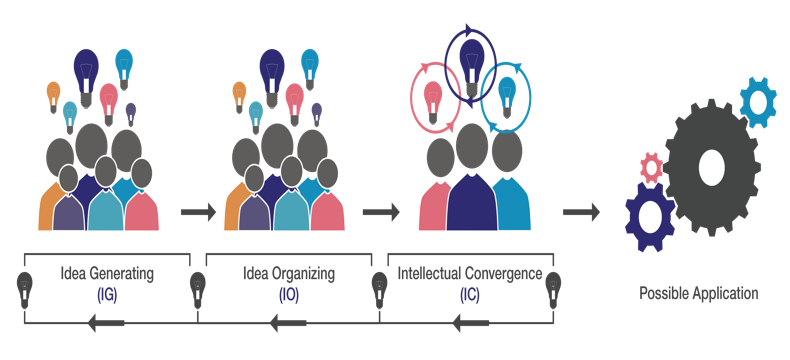 Idea Generating
(IG)
Idea Organizing
(IO)
Intellectual Convergence
(IC)
Possible Application